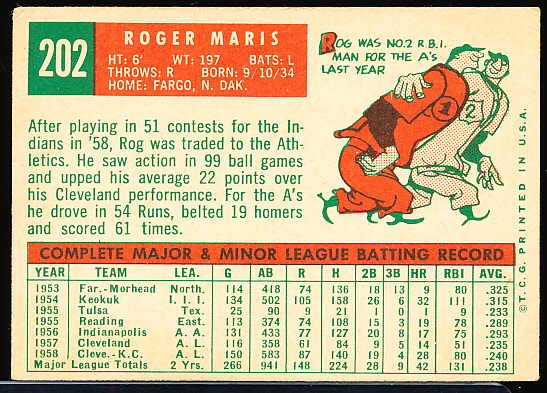 202
ROGER MARIS
HT: 6' WT: 197 BATS: L
THROWS: R BORN: 9/10/34
HOME: FARGO, N. DAK.
ROG WAS NO.2 R.B.I.
MAN FOR THE A'S
LAST YEAR
1
2
After playing in 51 contests for the In-
dians in '58, Rog was traded to the Ath-
letics. He saw action in 99 ball games
and upped his average 22 points over
his Cleveland performance. For the A's
he drove in 54 Runs, belted 19 homers
and scored 61 times.
COMPLETE MAJOR & MINOR LEAGUE BATTING RECORD
YEAR TEAM LEA. G AB R H 2B 3B HR RBI AVG.
1953 Far.-Morhead North. 114 418 74 136 18 13 9 80 .325
1954 Keokuk I. I. I. 134 502 105 158 26 6 32 111 .315
1955 Tulsa Tex. 25 90 9 21 1 0 1 9 .233
1955 Reading East. 113 374 74 108 15 3 19 78 .289
1956 Indianapolis A. A. 131 433 77 127 20 8 17 75 .293
1957 Cleveland A. L. 116 358 61 84 9 5 14 51 .235
1958 Cleve.-K.C. A. L. 150 583 87 140 19 4 28 80 .240
Major League Totals 2 Yrs. 266 941 148 224 28 9 42 131 .238
©T.C.G. PRINTED IN U.S.A.